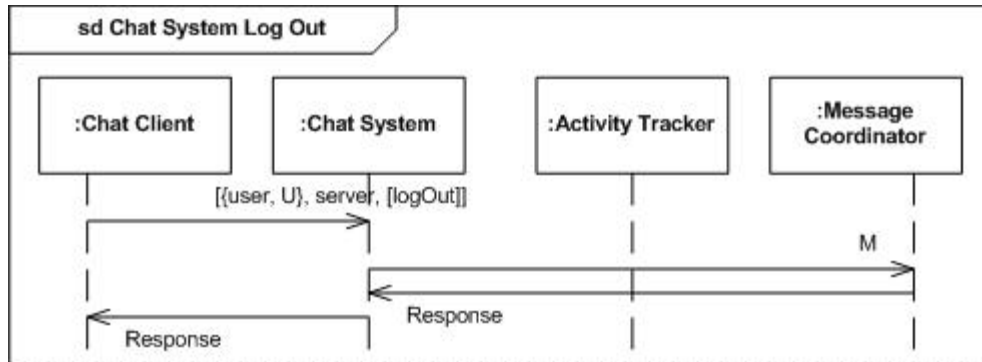 sd Chat System Log Out
:Chat Client
:Chat System
:Activity Tracker
:Message
Coordinator
[{user, U}, server, [logOut]]
M
Response
Response